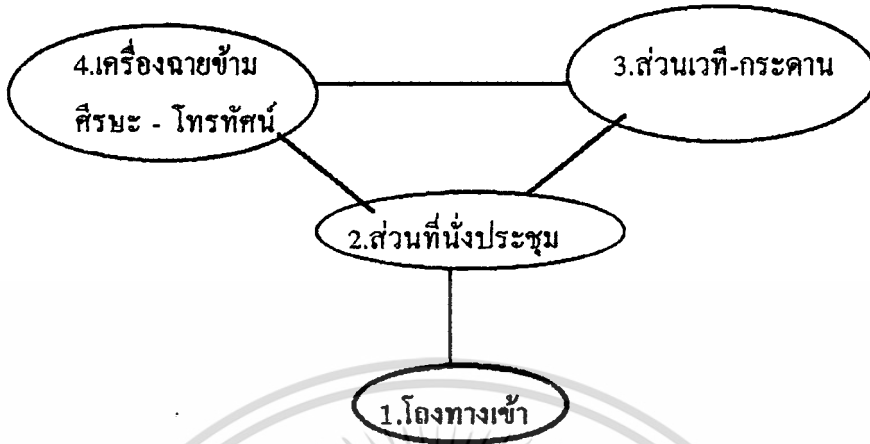 4.เครื่องฉายข้าม
ศีรษะ - โทรทัศน์
3.ส่วนเวที-กระดาน
2.ส่วนที่นั่งประชุม
1.โถงทางเข้า